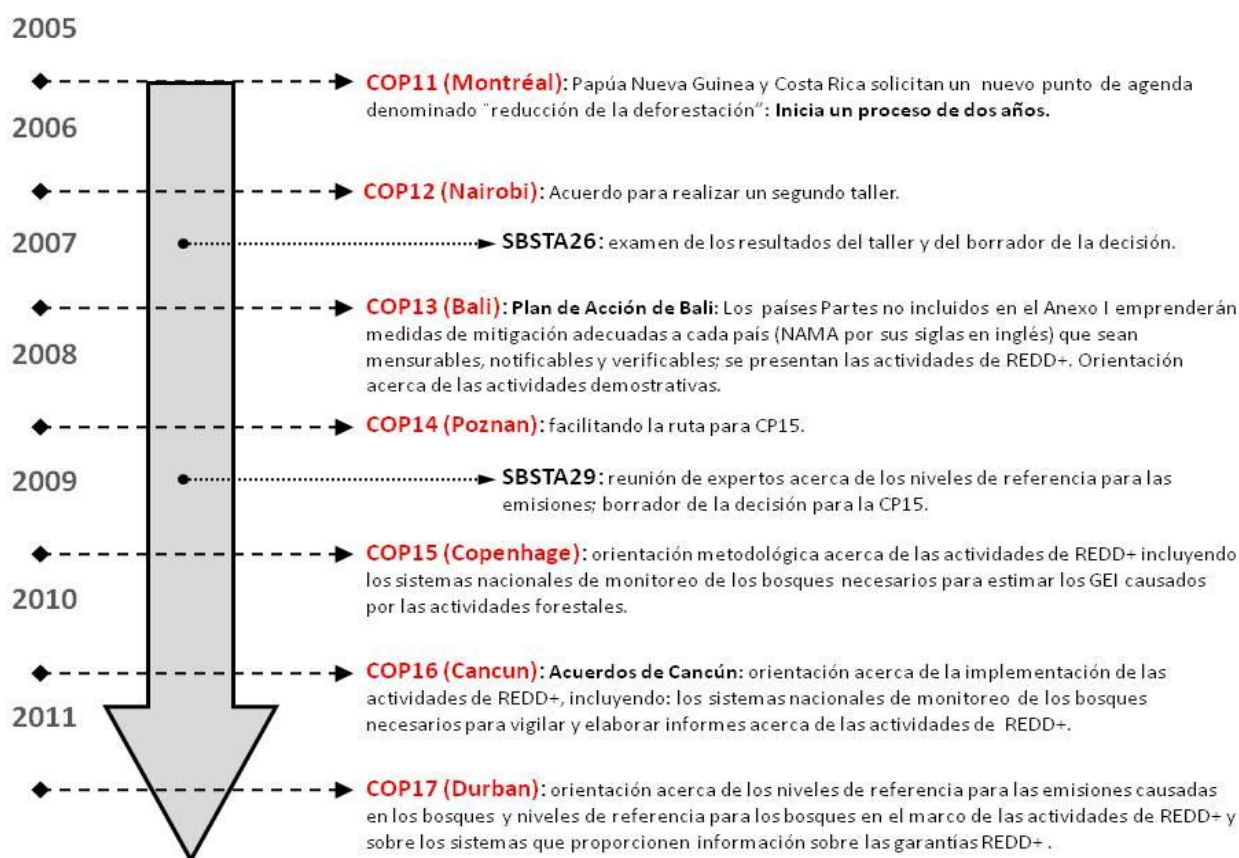 2005
COP11 (Montréal): Papúa Nueva Guinea y Costa Rica solicitan un nuevo punto de agenda
denominado ¨reducción de la deforestación”: Inicia un proceso de dos años.
2006
COP12 (Nairobi): Acuerdo para realizar un segundo taller.
2007
SBSTA26: examen de los resultados del taller y del borrador de la decisión.
COP13 (Bali): Plan de Acción de Bali: Los países Partes no incluidos en el Anexo I emprenderán
medidas de mitigación adecuadas a cada país (NAMA por sus siglas en inglés) que sean
mensurables, notificables y verificables; se presentan las actividades de REDD+. Orientación
acerca de las actividades demostrativas.
2008
COP14 (Poznan): facilitando la ruta para CP15.
2009
SBSTA29: reunión de expertos acerca de los niveles de referencia para las
emisiones; borrador de la decisión para la CP15.
COP15 (Copenhage): orientación metodológica acerca de las actividades de REDD+ incluyendo
los sistemas nacionales de monitoreo de los bosques necesarios para estimar los GEI causados
por las actividades forestales.
2010
COP16 (Cancun): Acuerdos de Cancún: orientación acerca de la implementación de las
actividades de REDD+, incluyendo: los sistemas nacionales de monitoreo de los bosques
necesarios para vigilar y elaborar informes acerca de las actividades de REDD+.
2011
COP17 (Durban): orientación acerca de los niveles de referencia para las emisiones causadas
en los bosques y niveles de referencia para los bosques en el marco de las actividades de REDD+ y
sobre los sistemas que proporcionen información sobre las garantías REDD+ .